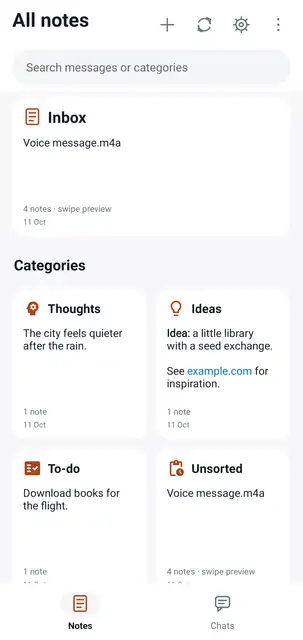 All notes
Search messages or categories
Inbox
Voice message.m4a
4 notes · swipe preview
11 Oct
Categories
Thoughts
The city feels quieter
after the rain.
1 note
11 Oct
Ideas
Idea: a little library
with a seed exchange.
See example.com for
inspiration.
1 note
11 Oct
To-do
Download books for
the flight.
1 note
Unsorted
Voice message.m4a
4 notes · swipe preview
Notes
Chats